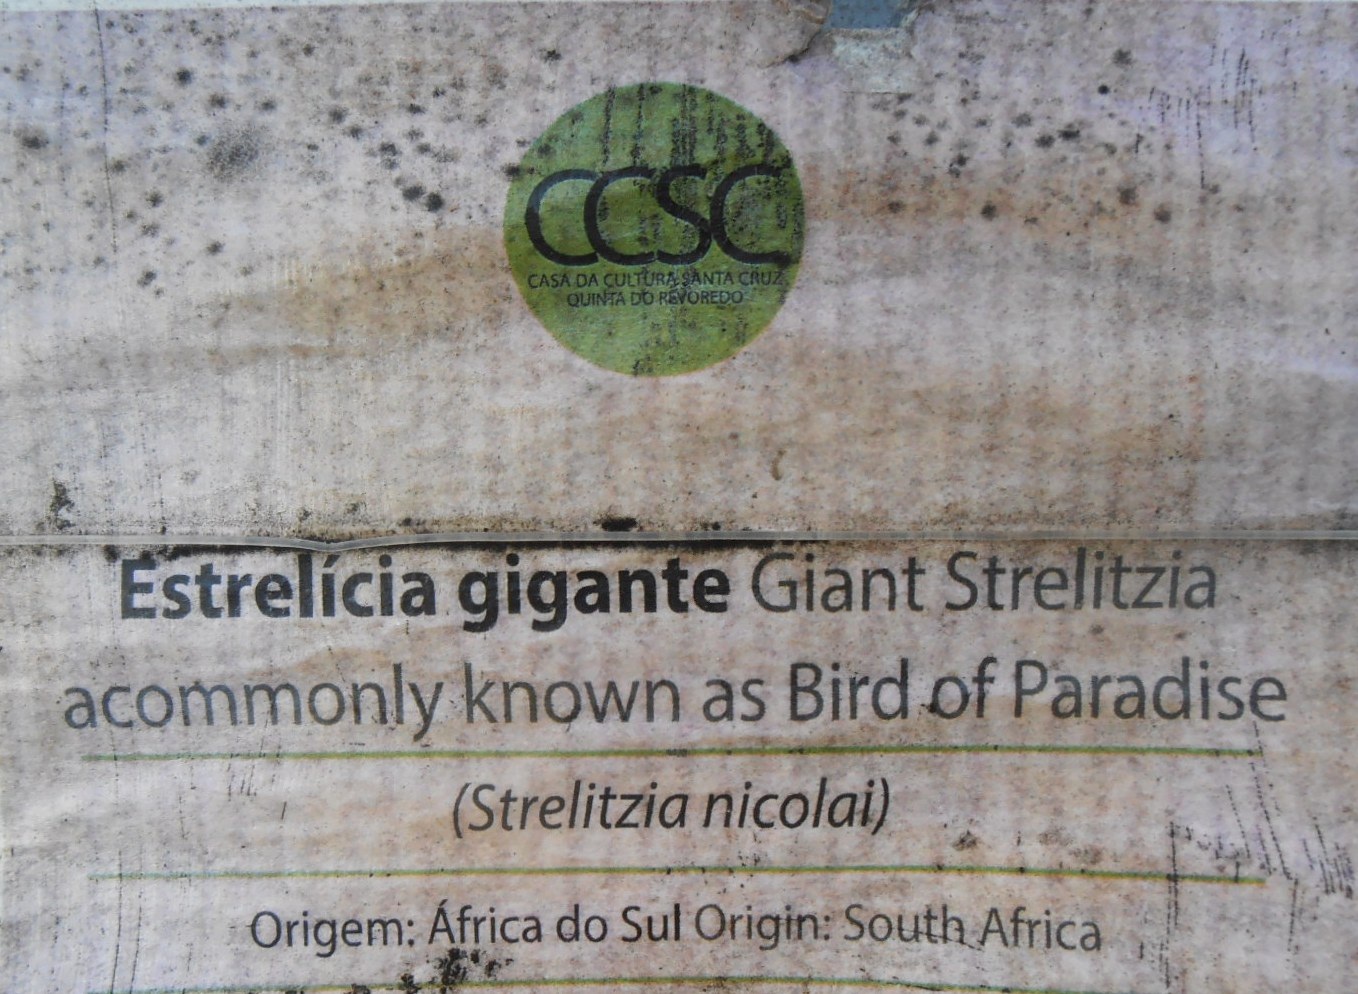 CCSC
CASA DA CULTURA SANTA CRUZ
QUINTA DO REVOREDO
Estrelícia gigante Giant Strelitzia
acommonly known as Bird of Paradise
(Strelitzia nicolai)
Origem: África do Sul Origin: South Africa